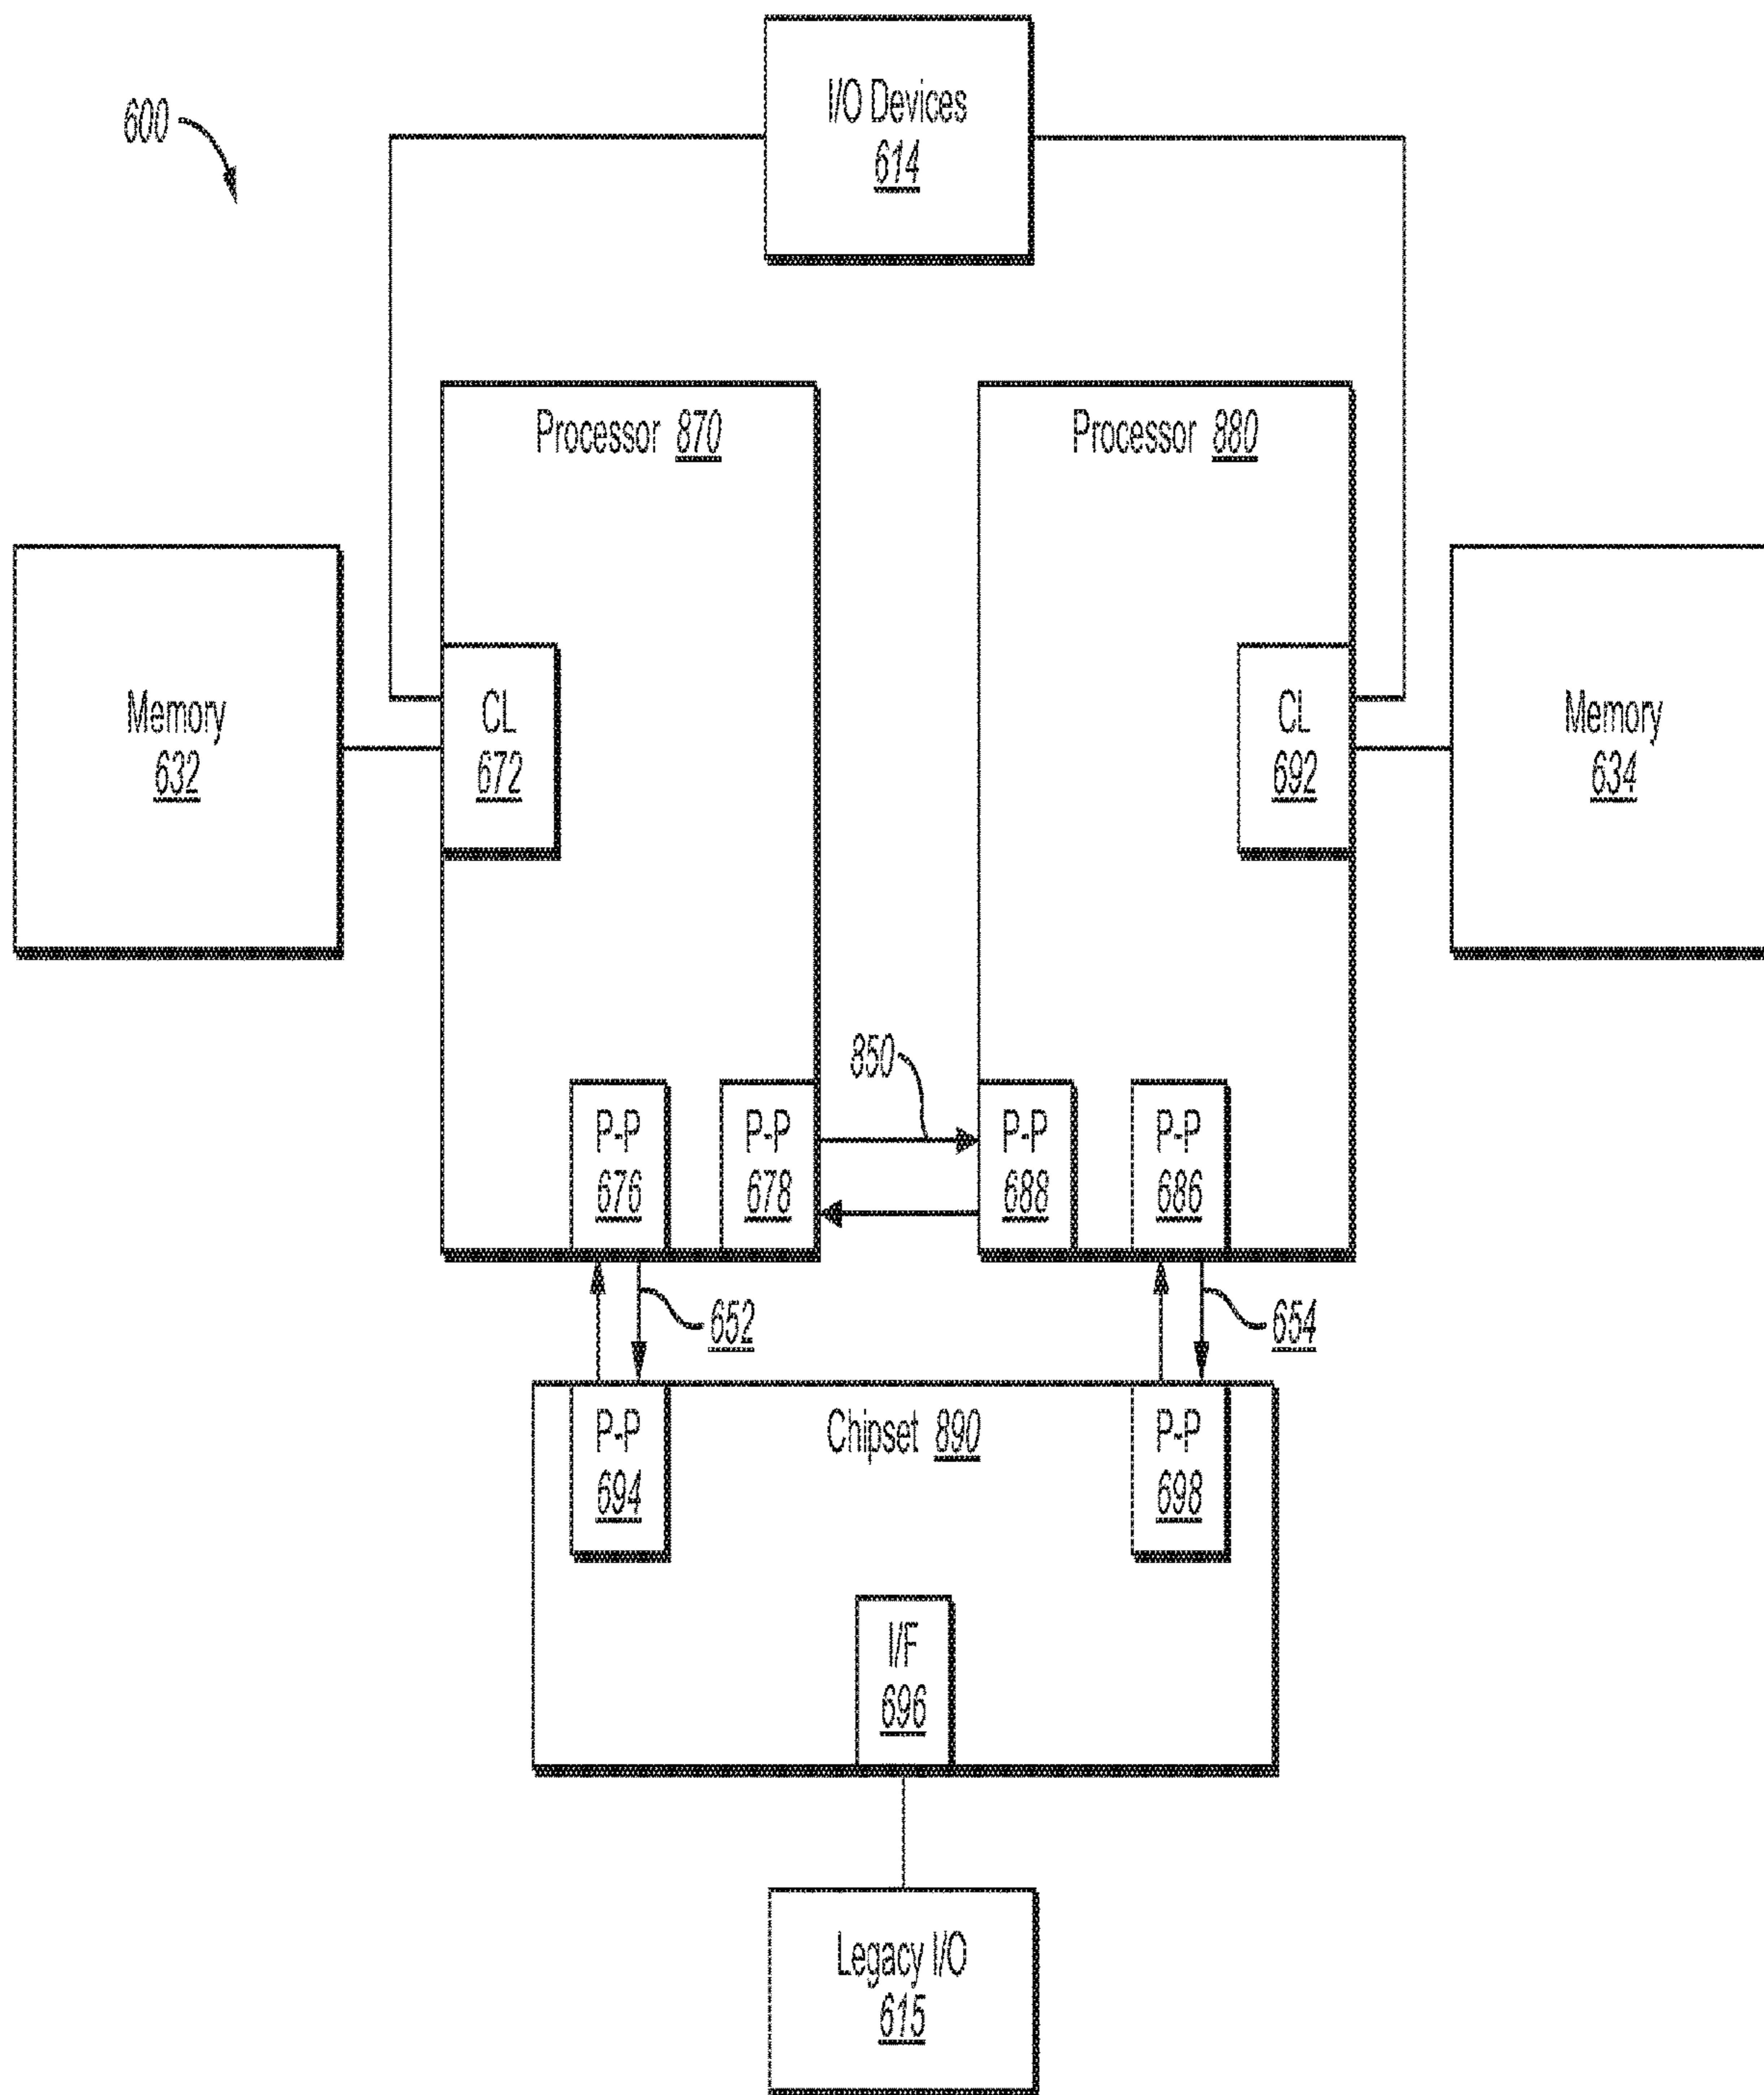 600
I/O Devices
614
Processor 870
Processor 880
Memory
632
CL
672
CL
692
Memory
634
850
P-P
676
P-P
678
P-P
688
P-P
686
652
654
P-P
694
Chipset 890
P-P
698
I/F
696
Legacy I/O
615